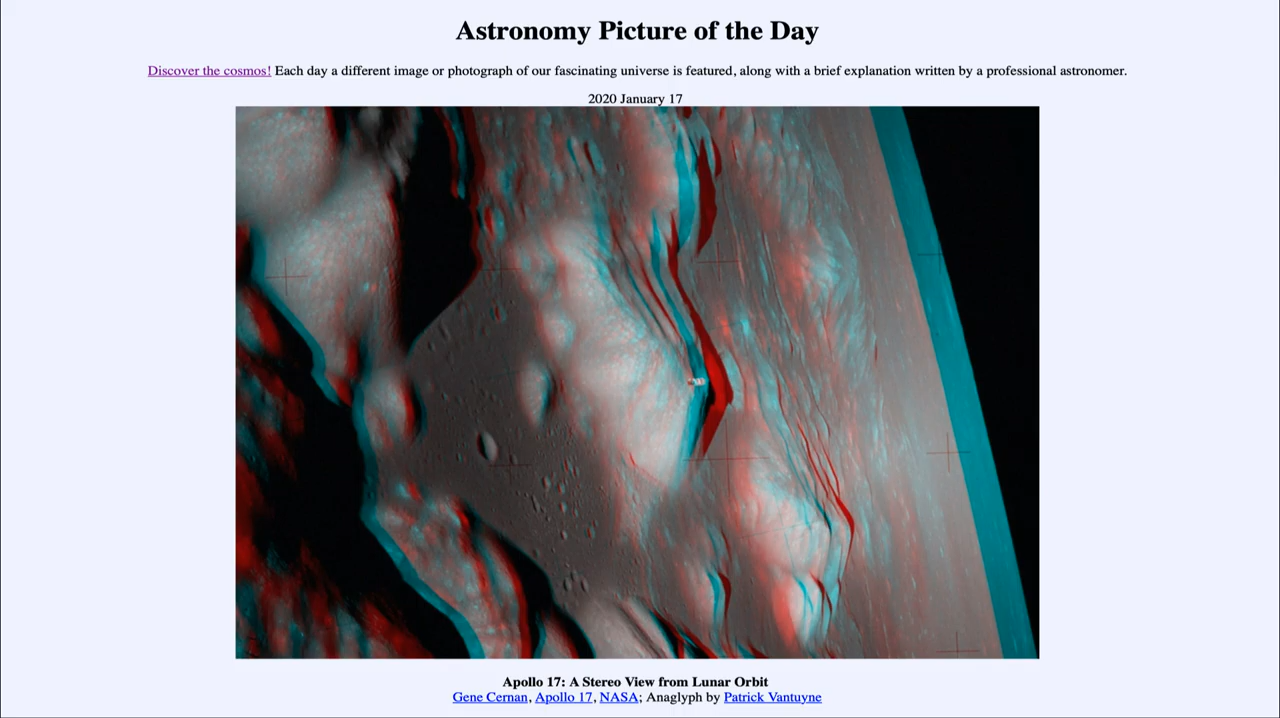 Astronomy Picture of the Day
Discover the cosmos! Each day a different image or photograph of our fascinating universe is featured, along with a brief explanation written by a professional astronomer.
2020 January 17
Apollo 17: A Stereo View from Lunar Orbit
Gene Cernan, Apollo 17, NASA; Anaglyph by Patrick Vantuyne